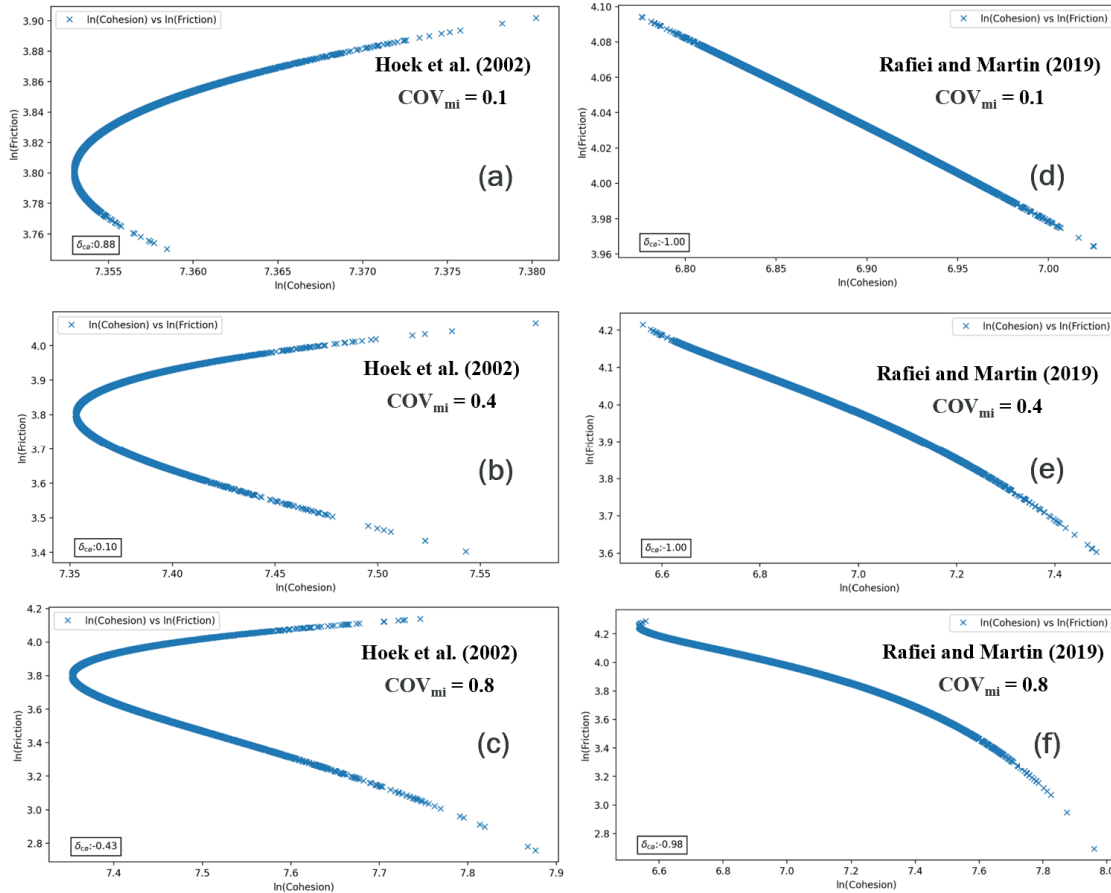 ln(Cohesion) vs ln(Friction)
Hoek et al. (2002)
COVmi = 0.1
(a)
δcø:0.88
ln(Friction)
3.90
3.88
3.86
3.84
3.82
3.80
3.78
3.76
7.355
7.360
7.365
7.370
7.375
7.380
ln(Cohesion)
ln(Cohesion) vs ln(Friction)
Rafiei and Martin (2019)
COVmi = 0.1
(d)
δcø:-1.00
ln(Friction)
4.10
4.08
4.06
4.04
4.02
4.00
3.98
3.96
6.80
6.85
6.90
6.95
7.00
ln(Cohesion)
ln(Cohesion) vs ln(Friction)
Hoek et al. (2002)
COVmi = 0.4
(b)
δcø:0.10
ln(Friction)
4.0
3.9
3.8
3.7
3.6
3.5
3.4
7.35
7.40
7.45
7.50
7.55
ln(Cohesion)
ln(Cohesion) vs ln(Friction)
Rafiei and Martin (2019)
COVmi = 0.4
(e)
δcø:-1.00
ln(Friction)
4.2
4.1
4.0
3.9
3.8
3.7
3.6
6.6
6.8
7.0
7.2
7.4
ln(Cohesion)
ln(Cohesion) vs ln(Friction)
Hoek et al. (2002)
COVmi = 0.8
(c)
δcø:-0.43
ln(Friction)
4.2
4.0
3.8
3.6
3.4
3.2
3.0
2.8
7.4
7.5
7.6
7.7
7.8
7.9
ln(Cohesion)
ln(Cohesion) vs ln(Friction)
Rafiei and Martin (2019)
COVmi = 0.8
(f)
δcø:-0.98
ln(Friction)
4.2
4.0
3.8
3.6
3.4
3.2
3.0
2.8
6.6
6.8
7.0
7.2
7.4
7.6
7.8
8.0
ln(Cohesion)